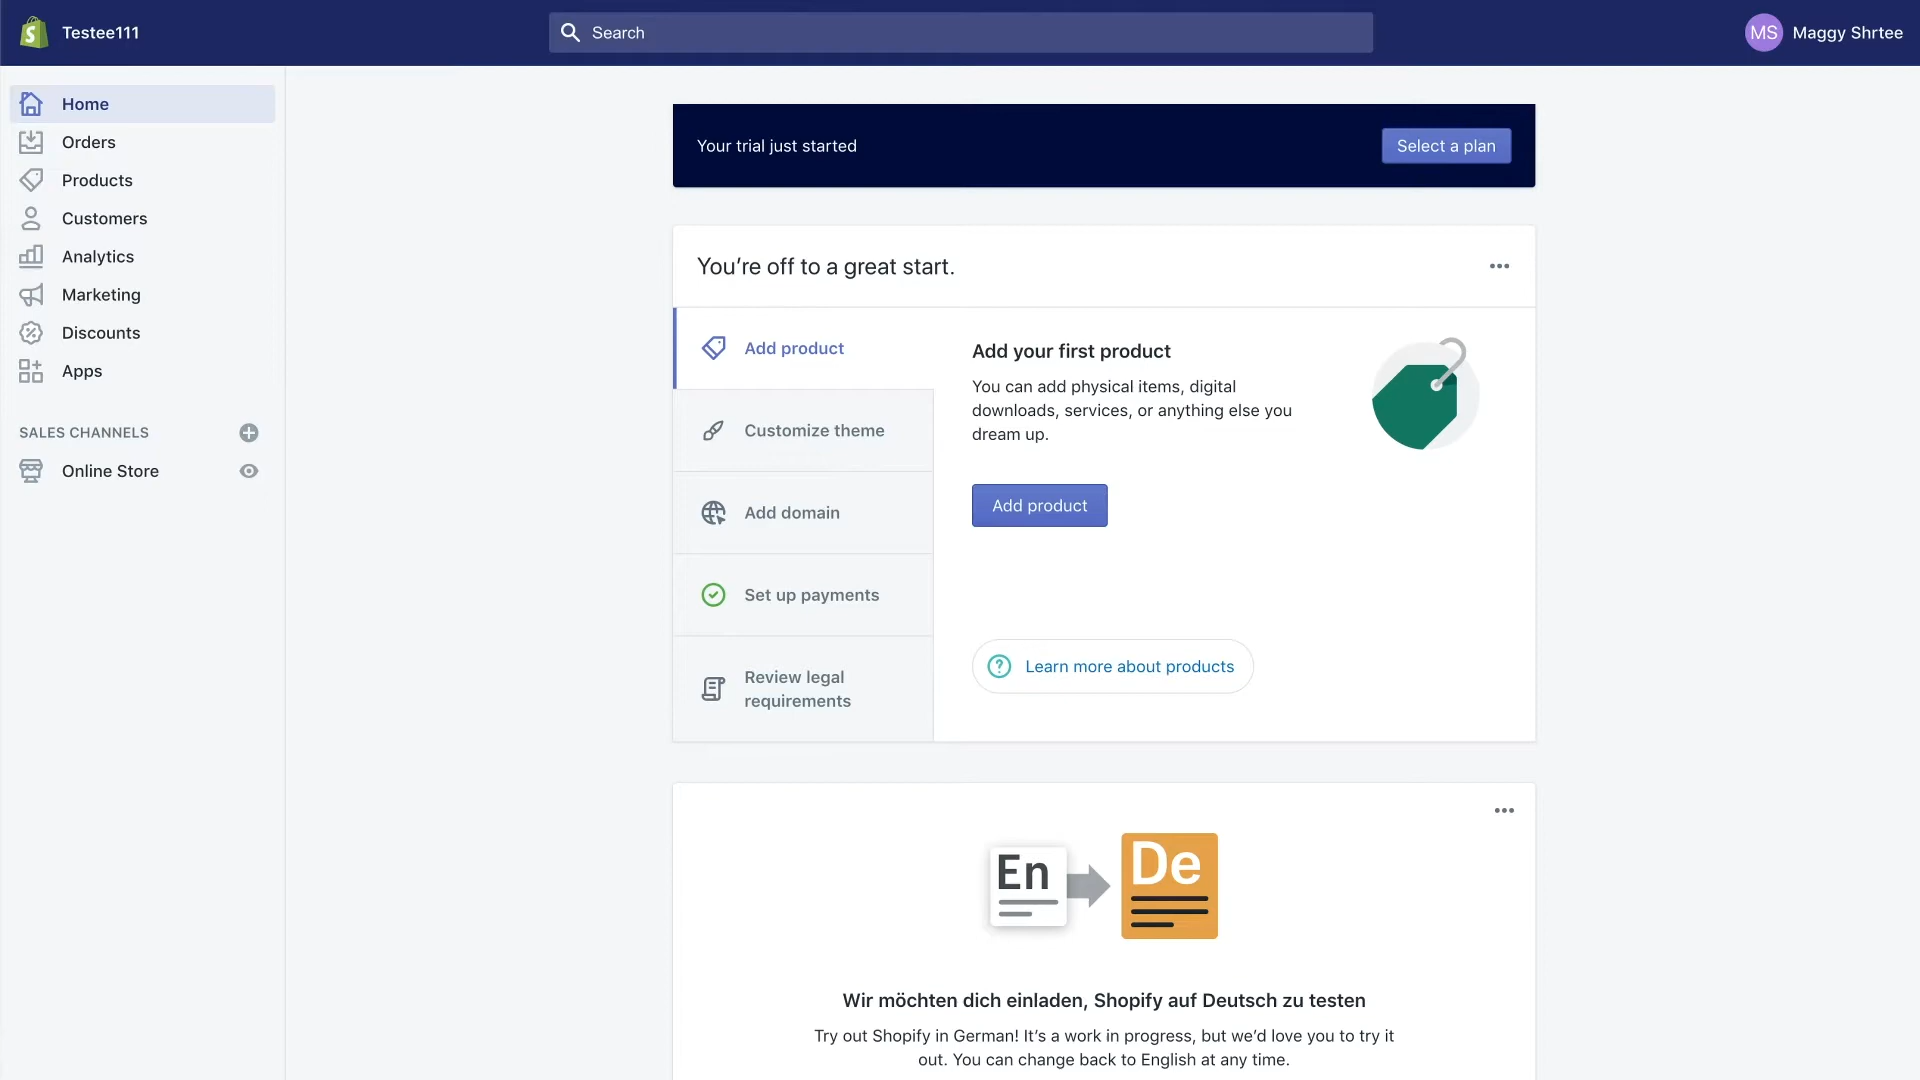 Testee111
Search
MS Maggy Shrtee
Home
Orders
Products
Customers
Analytics
Marketing
Discounts
Apps
SALES CHANNELS
Online Store
Your trial just started
Select a plan
You're off to a great start.
Add product
Customize theme
Add domain
Set up payments
Review legal
requirements
Add your first product
You can add physical items, digital
downloads, services, or anything else you
dream up.
Add product
Learn more about products
En
De
Wir möchten dich einladen, Shopify auf Deutsch zu testen
Try out Shopify in German! It's a work in progress, but we'd love you to try it
out. You can change back to English at any time.